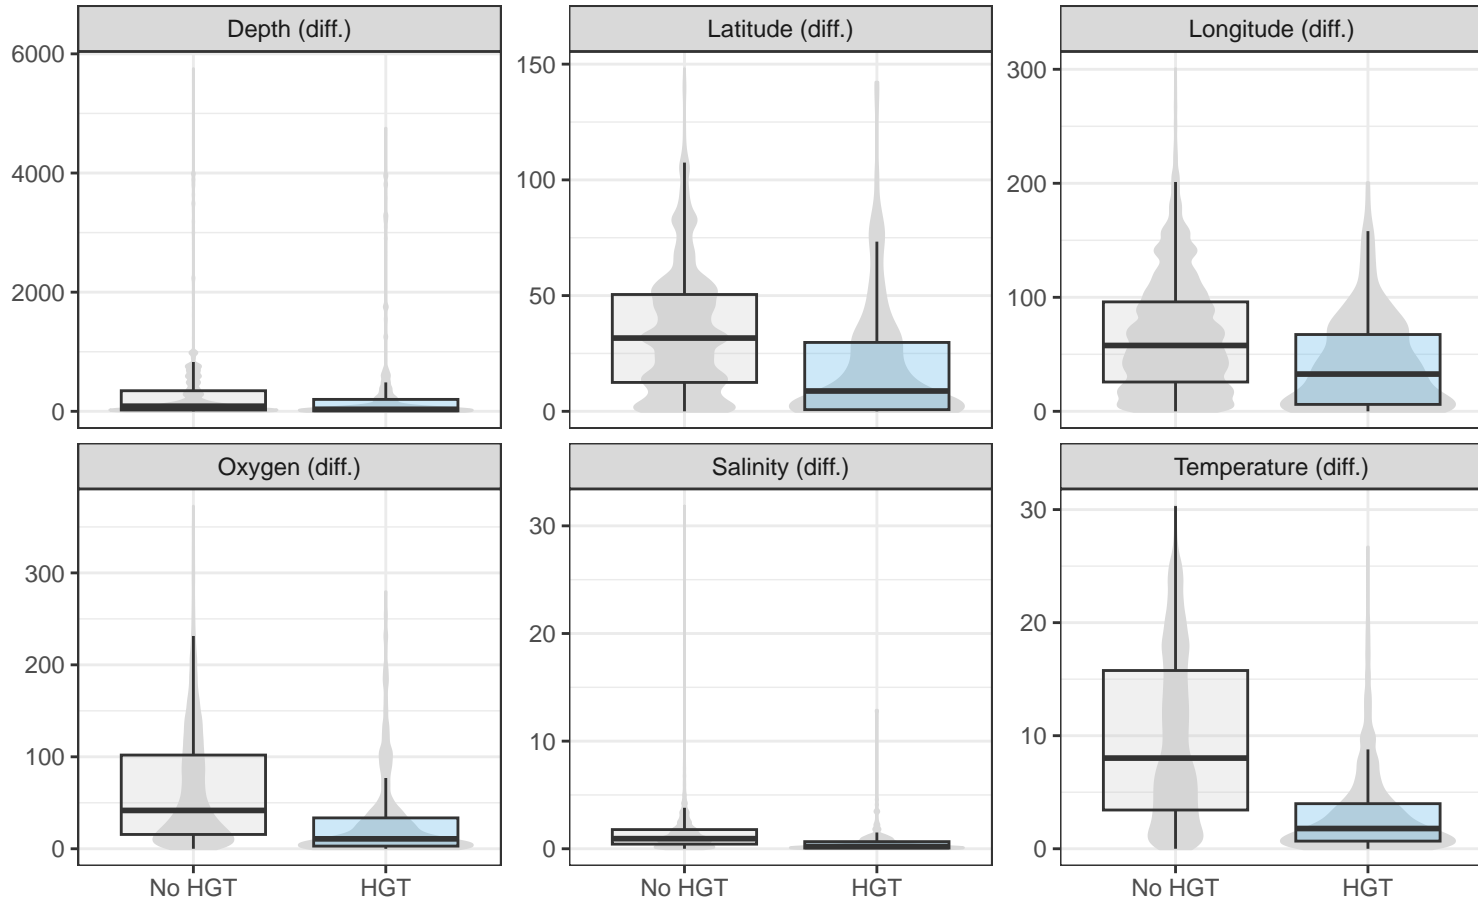 Depth (diff.)
Latitude (diff.)
Longitude (diff.)
6000
4000
2000
0
150
100
50
0
300
200
100
0
Oxygen (diff.)
Salinity (diff.)
Temperature (diff.)
300
200
100
0
30
20
10
0
30
20
10
0
No HGT
HGT
No HGT
HGT
No HGT
HGT